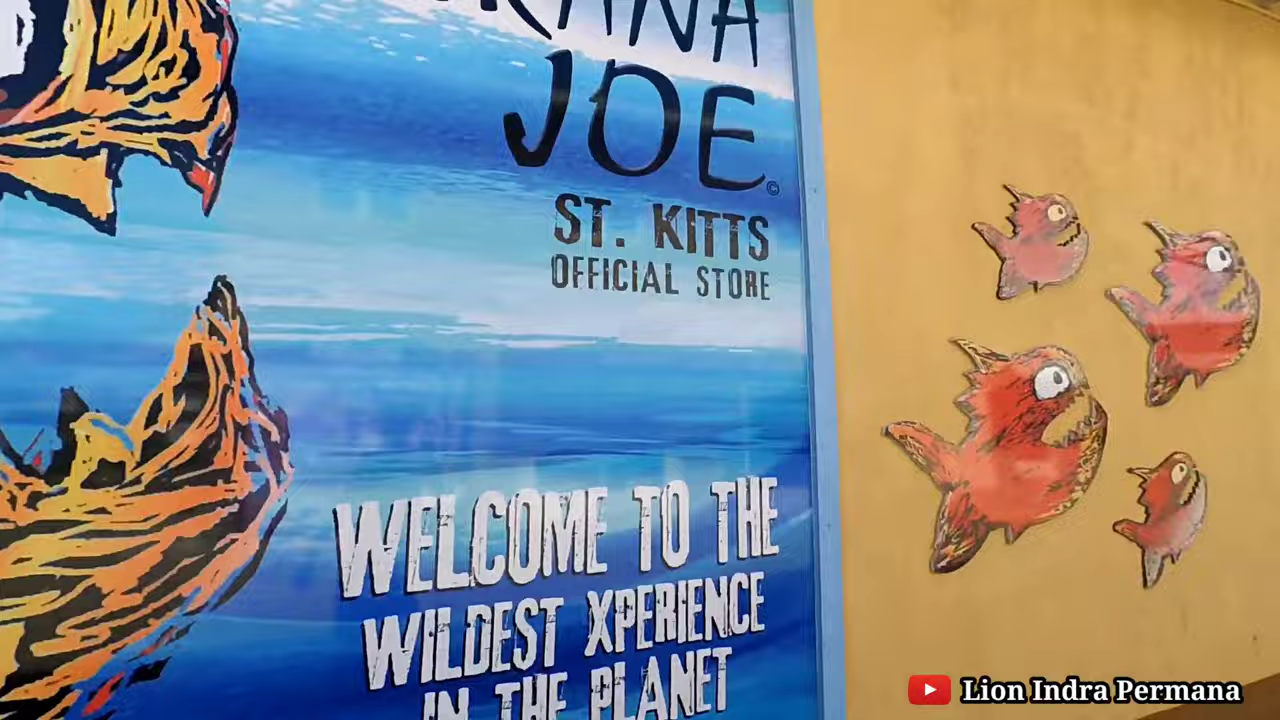 JOE
©
ST. KITTS
OFFICIAL STORE
WELCOME TO THE
WILDEST XPERIENCE
IN THE PLANET
Lion Indra Permana